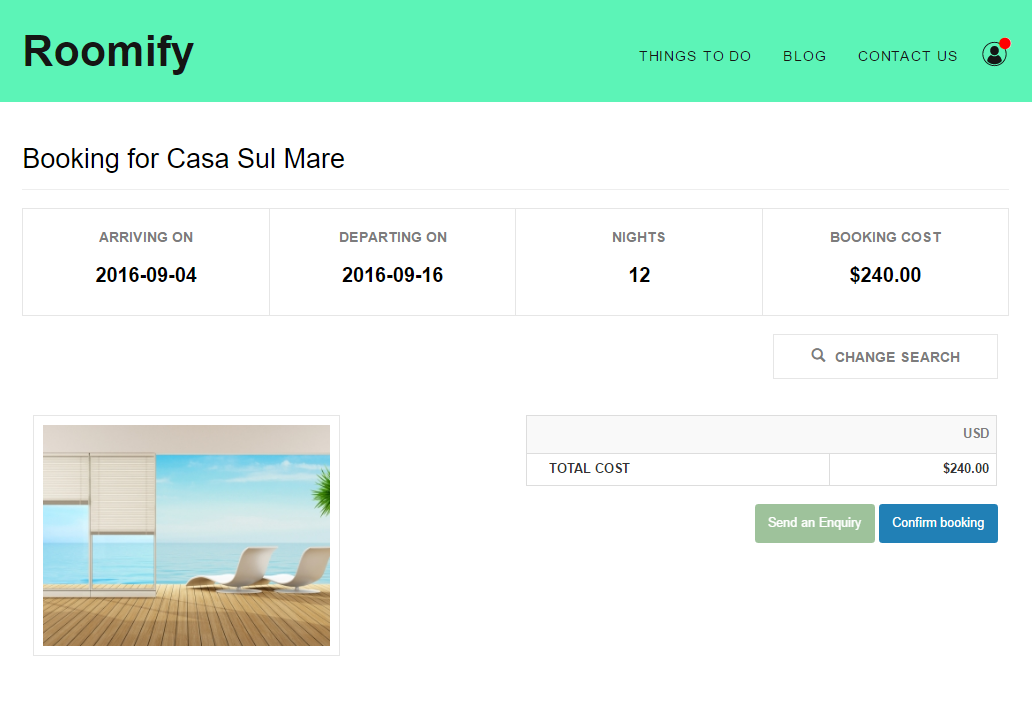 Roomify
THINGS TO DO BLOG CONTACT US
Booking for Casa Sul Mare
ARRIVING ON DEPARTING ON NIGHTS BOOKING COST
2016-09-04 2016-09-16 12 $240.00
CHANGE SEARCH
USD
TOTAL COST $240.00
Send an Enquiry Confirm booking